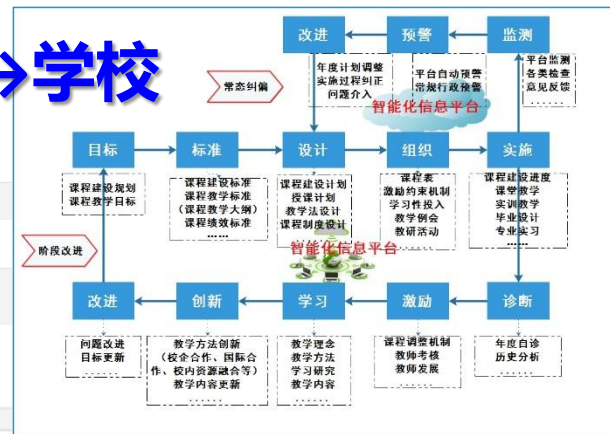 →学校
改进
预警
监测
年度计划调整
实施过程纠正
问题介入
平台自动预警
常规行政预警
平台监测
各类检查
意见反馈
......
常态纠偏
智能化信息平台
目标
标准
设计
组织
实施
课程建设规划
课程教学目标
课程建设标准
课程教学标准
（课程教学大纲）
课程绩效标准
......
课程建设计划
授课计划
教学法设计
课程制度设计
......
课程表
激励约束机制
学习性投入
教学例会
教研活动
......
课程建设进度
课堂教学
实训教学
毕业设计
专业实习
......
智能化信息平台
阶段改进
改进
创新
学习
激励
诊断
问题改进
目标更新
......
教学方法创新
（校企合作、国际合
作、校内资源融合等）
教学内容更新
......
教学理念
教学方法
学习研究
教学内容
......
课程调整机制
教师考核
教师发展
......
年度自诊
历史分析
......